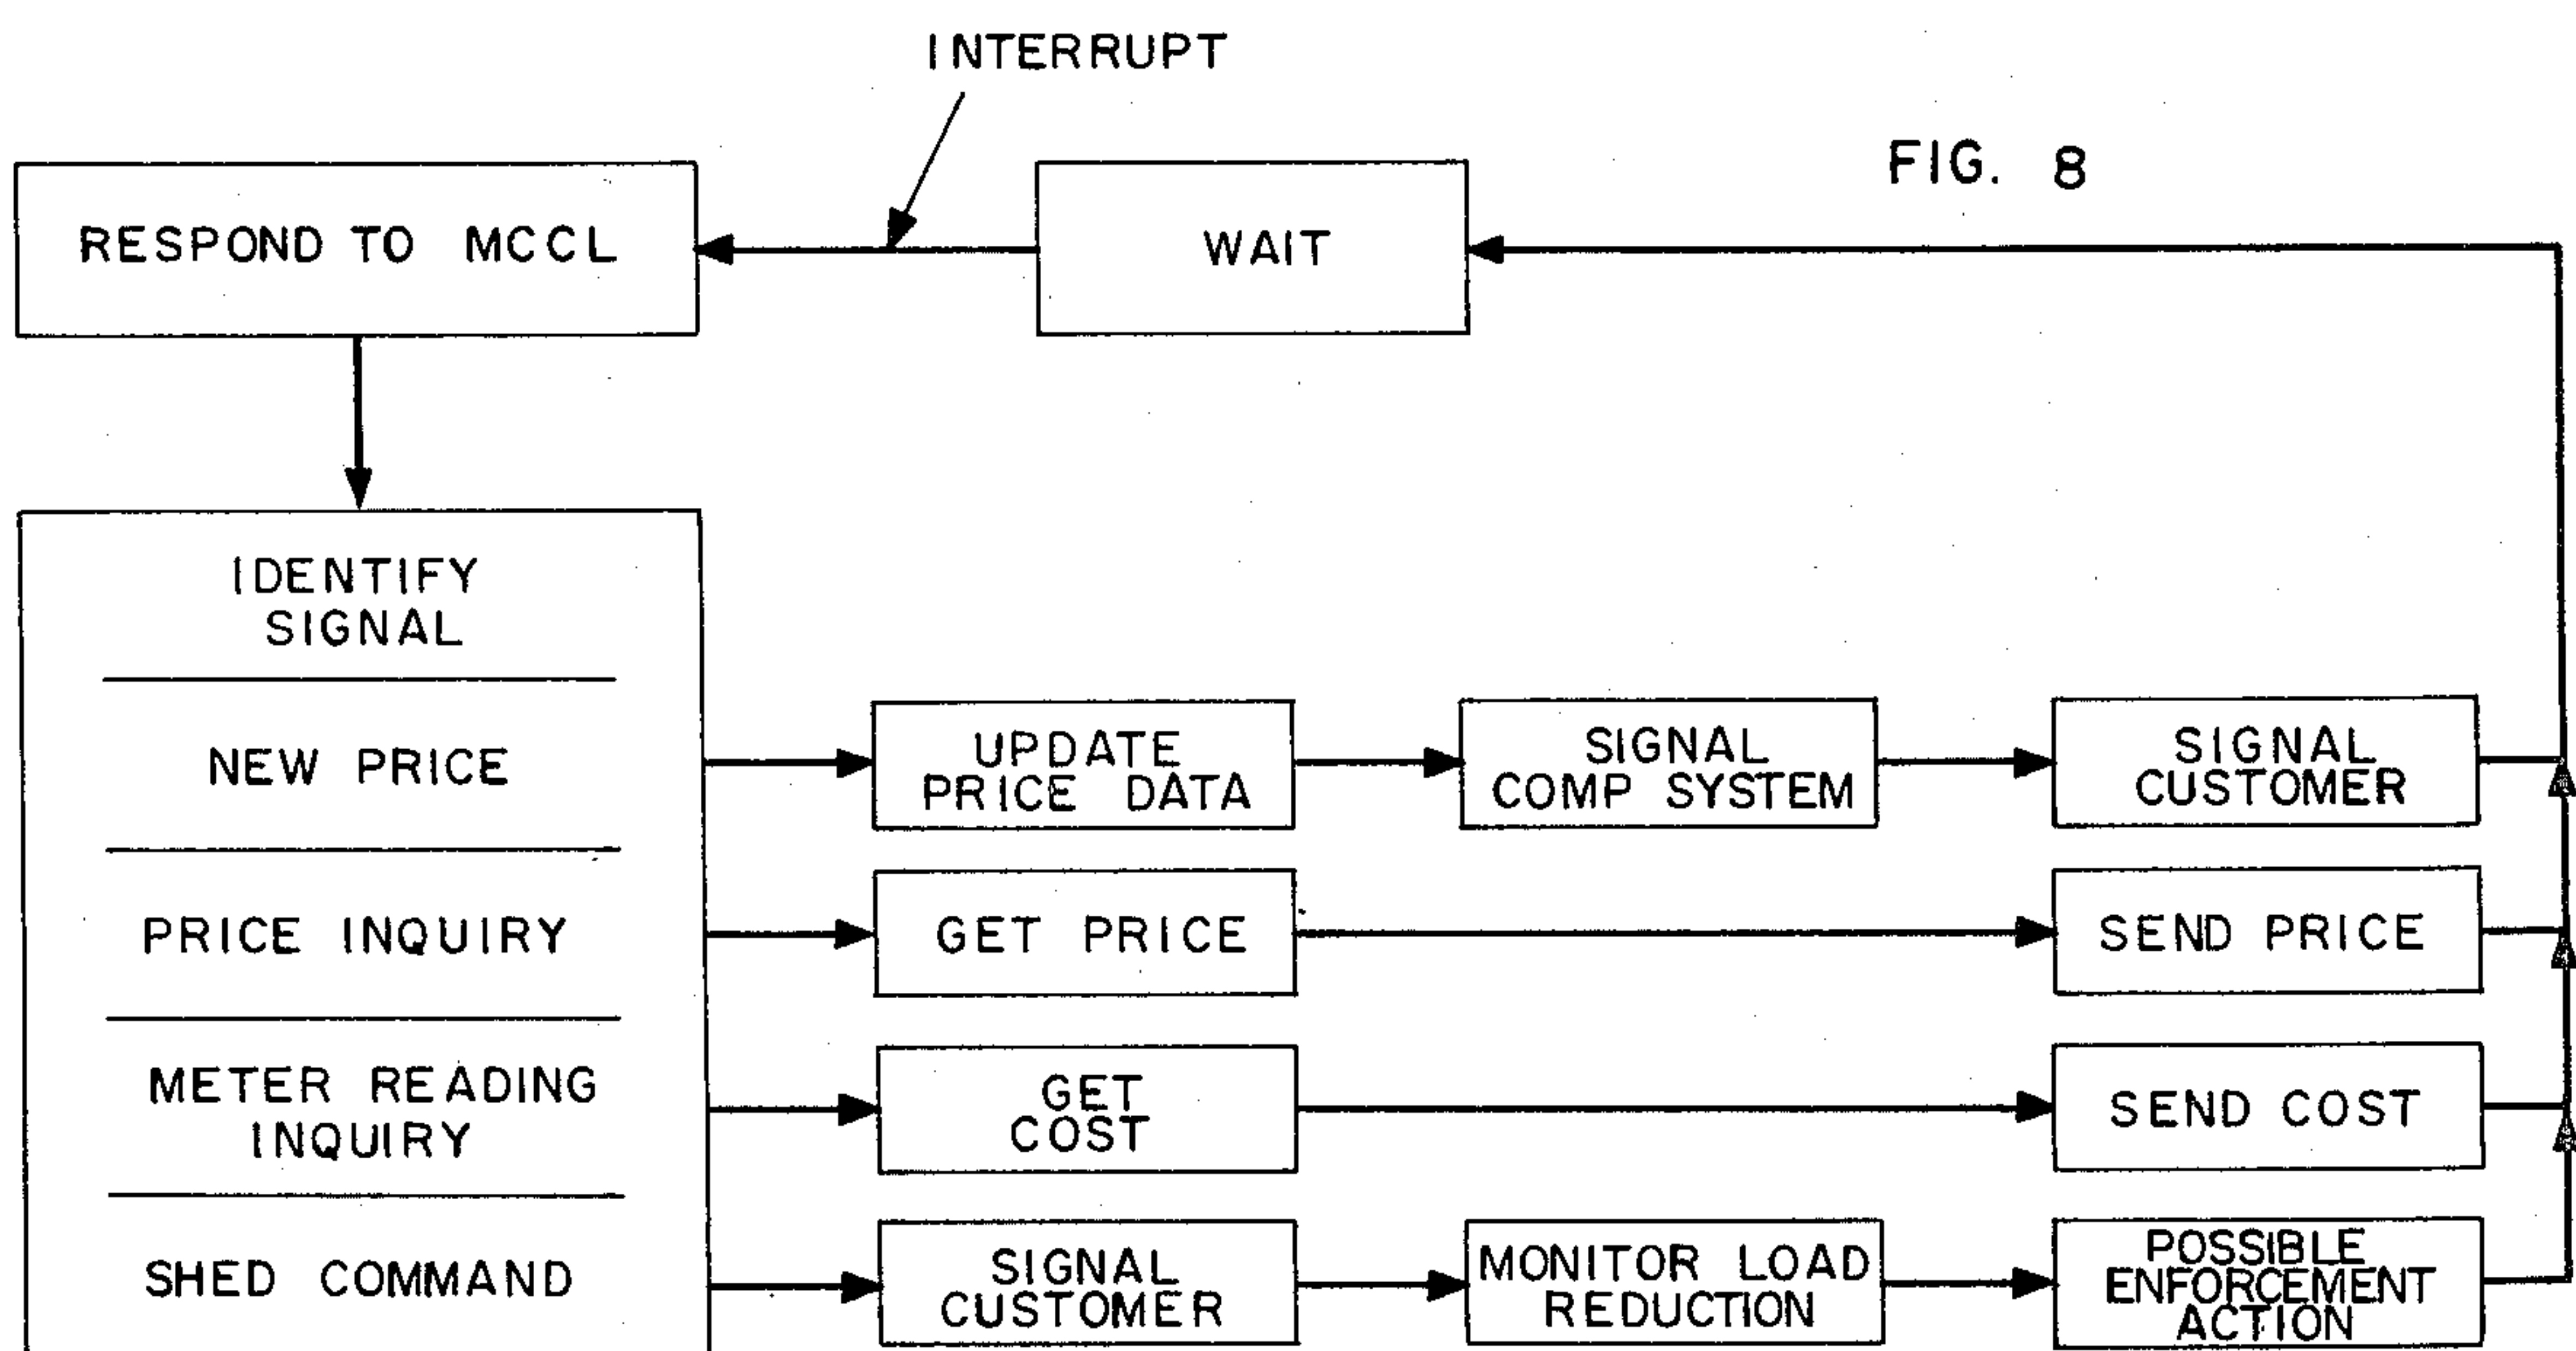 INTERRUPT
FIG. 8
RESPOND TO MCCL
WAIT
IDENTIFY
SIGNAL
NEW PRICE
UPDATE
PRICE DATA
SIGNAL
COMP SYSTEM
SIGNAL
CUSTOMER
PRICE INQUIRY
GET PRICE
SEND PRICE
METER READING
INQUIRY
GET
COST
SEND COST
SHED COMMAND
SIGNAL
CUSTOMER
MONITOR LOAD
REDUCTION
POSSIBLE
ENFORCEMENT
ACTION